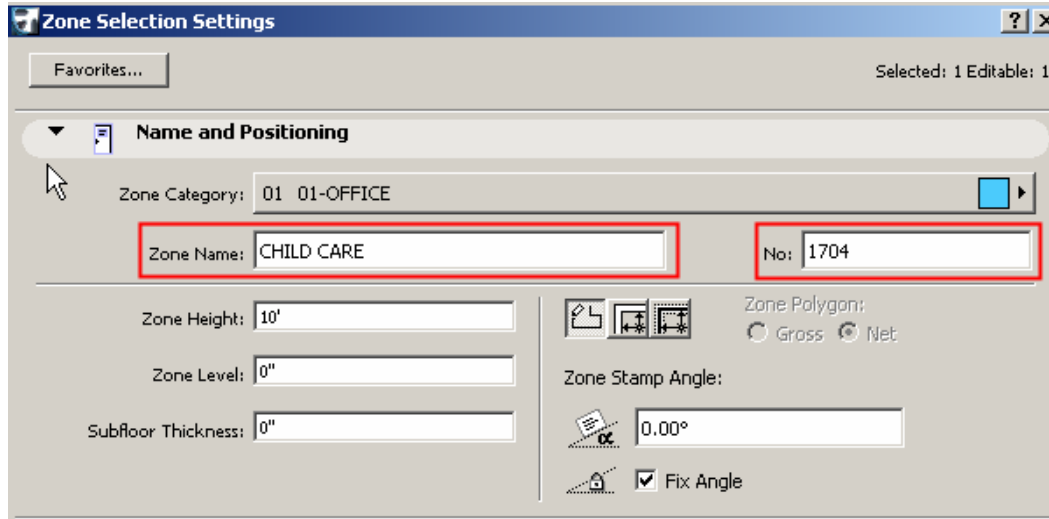 Zone Selection Settings
Favorites...
Selected: 1 Editable: 1
Name and Positioning
Zone Category: 01 01-OFFICE
Zone Name: CHILD CARE No: 1704
Zone Height: 10'
Zone Level: 0"
Subfloor Thickness: 0"
Zone Polygon:
Gross Net
Zone Stamp Angle:
α 0.00°
Fix Angle